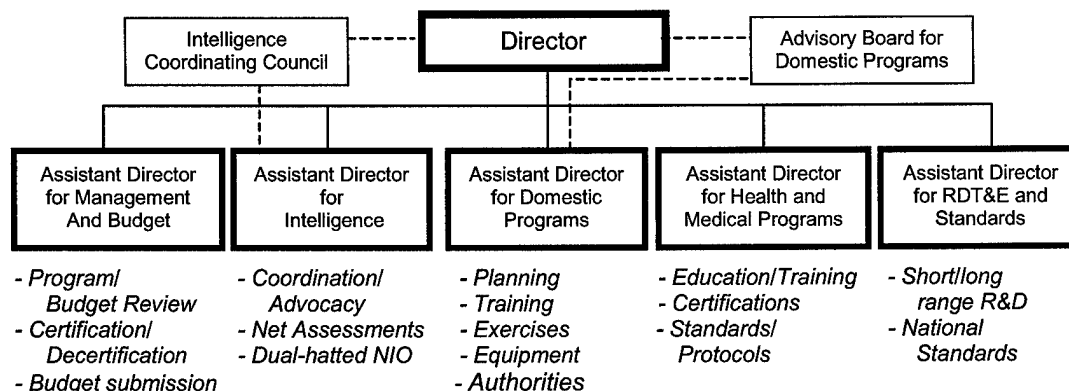 Intelligence
Coordinating Council
Director
Advisory Board for
Domestic Programs
Assistant Director
for Management
And Budget
Assistant Director
for
Intelligence
Assistant Director
for Domestic
Programs
Assistant Director
for Health and
Medical Programs
Assistant Director
for RDT&E and
Standards
- Program/
Budget Review
- Certification/
Decertification
- Budget submission
- Coordination/
Advocacy
- Net Assessments
- Dual-hatted NIO
- Planning
- Training
- Exercises
- Equipment
- Authorities
- Education/Training
- Certifications
- Standards/
Protocols
- Short/long
range R&D
- National
Standards